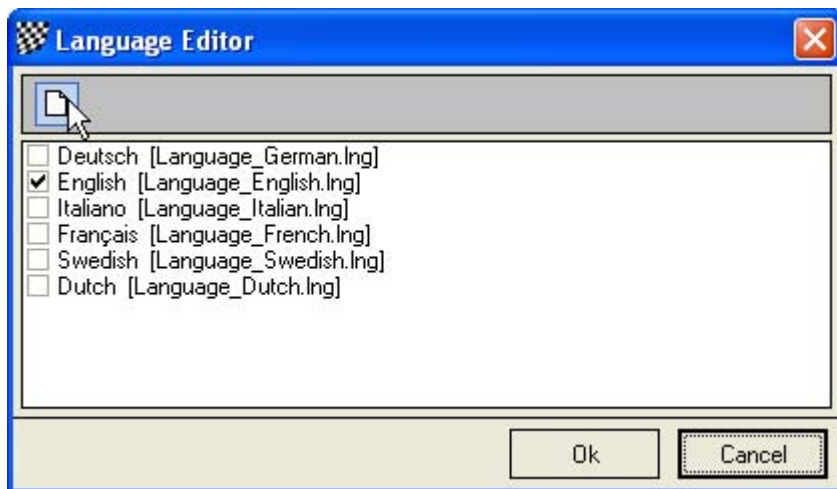 Language Editor
Deutsch [Language_German.lng]
English [Language_English.lng]
Italiano [Language_Italian.lng]
Français [Language_French.lng]
Swedish [Language_Swedish.lng]
Dutch [Language_Dutch.lng]
Ok Cancel